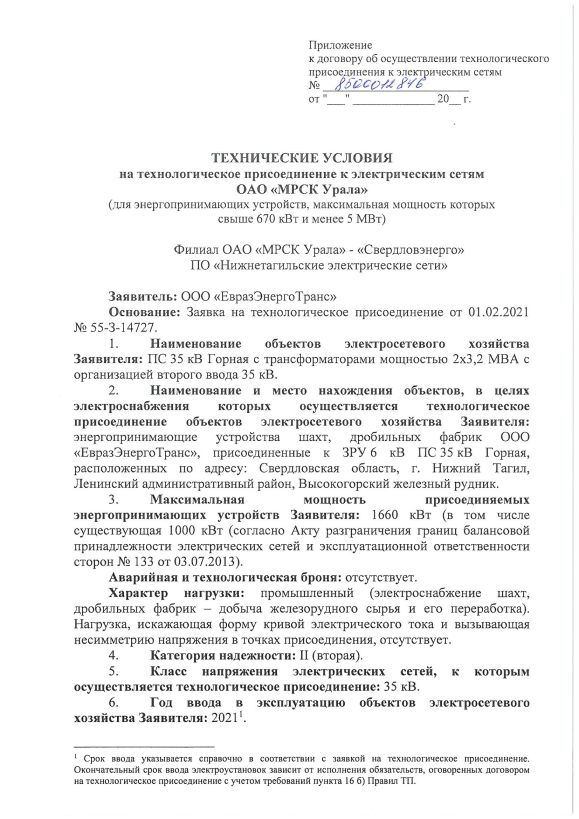 Приложение
к договору об осуществлении технологического
присоединения к электрическим сетям
№ 8500012846
от "___" ______________ 20__ г.
ТЕХНИЧЕСКИЕ УСЛОВИЯ
на технологическое присоединение к электрическим сетям
ОАО «МРСК Урала»
(для энергопринимающих устройств, максимальная мощность которых
свыше 670 кВт и менее 5 МВт)
Филиал ОАО «МРСК Урала» - «Свердловэнерго»
ПО «Нижнетагильские электрические сети»
Заявитель: ООО «ЕвразЭнергоТранс»
Основание: Заявка на технологическое присоединение от 01.02.2021
№ 55-З-14727.
1. Наименование объектов электросетевого хозяйства
Заявителя: ПС 35 кВ Горная с трансформаторами мощностью 2х3,2 МВА с
организацией второго ввода 35 кВ.
2. Наименование и место нахождения объектов, в целях
электроснабжения которых осуществляется технологическое
присоединение объектов электросетевого хозяйства Заявителя:
энергопринимающие устройства шахт, дробильных фабрик ООО
«ЕвразЭнергоТранс», присоединенные к ЗРУ 6 кВ ПС 35 кВ Горная,
расположенных по адресу: Свердловская область, г. Нижний Тагил,
Ленинский административный район, Высокогорский железный рудник.
3. Максимальная мощность присоединяемых
энергопринимающих устройств Заявителя: 1660 кВт (в том числе
существующая 1000 кВт (согласно Акту разграничения границ балансовой
принадлежности электрических сетей и эксплуатационной ответственности
сторон № 133 от 03.07.2013).
Аварийная и технологическая броня: отсутствует.
Характер нагрузки: промышленный (электроснабжение шахт,
дробильных фабрик – добыча железорудного сырья и его переработка).
Нагрузка, искажающая форму кривой электрического тока и вызывающая
несимметрию напряжения в точках присоединения, отсутствует.
4. Категория надежности: II (вторая).
5. Класс напряжения электрических сетей, к которым
осуществляется технологическое присоединение: 35 кВ.
6. Год ввода в эксплуатацию объектов электросетевого
хозяйства Заявителя: 2021¹.
¹ Срок ввода указывается справочно в соответствии с заявкой на технологическое присоединение.
Окончательный срок ввода электроустановок зависит от исполнения обязательств, оговоренных договором
на технологическое присоединение с учетом требований пункта 16 б) Правил ТП.